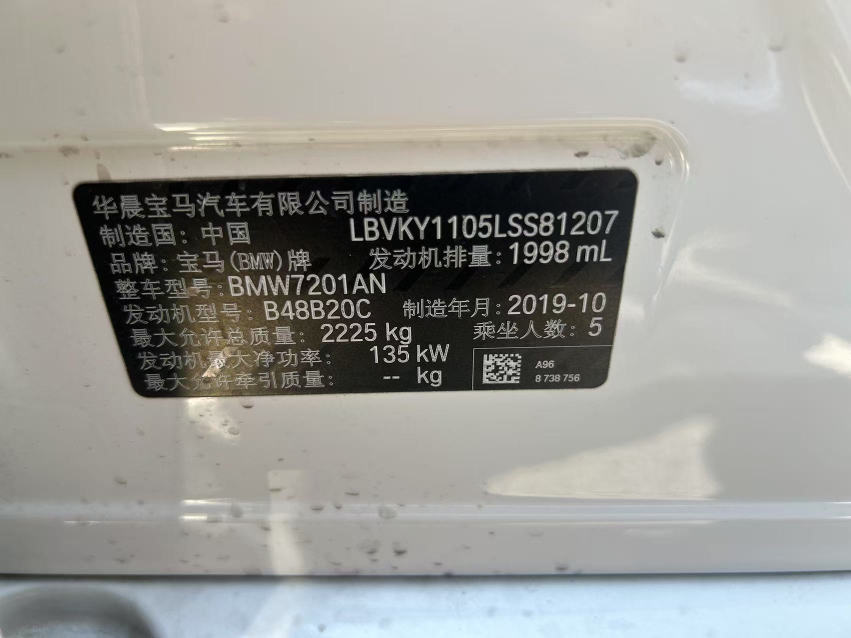 华晨宝马汽车有限公司制造
制造国: 中国 LBVKY1105LSS81207
品牌: 宝马(BMW)牌 发动机排量: 1998 mL
整车型号: BMW7201AN
发动机型号: B48B20C 制造年月: 2019-10
最大允许总质量: 2225 kg 乘坐人数: 5
发动机最大净功率: 135 kW
最大允许牵引质量: -- kg
A96
8 738 756